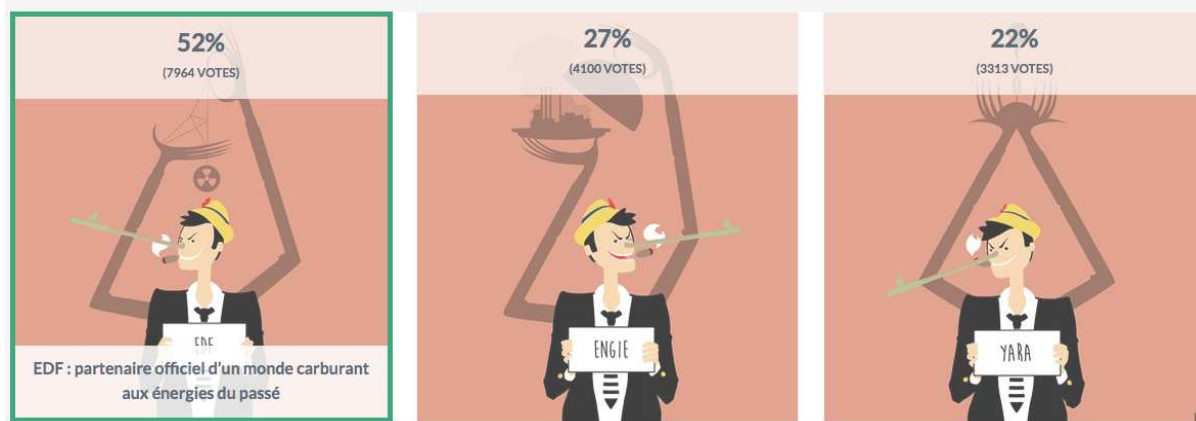 52%
(7964 VOTES)
EDF
EDF : partenaire officiel d'un monde carburant
aux énergies du passé
27%
(4100 VOTES)
ENGIE
22%
(3313 VOTES)
YARA